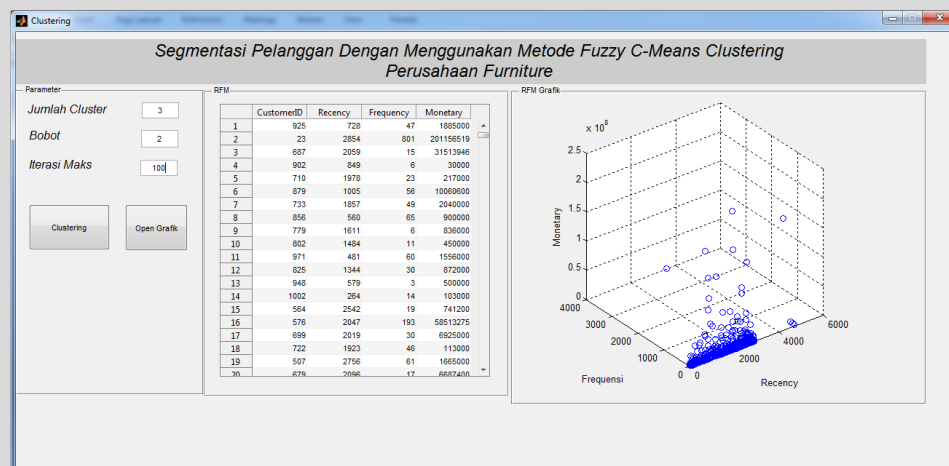 Clustering
Segmentasi Pelanggan Dengan Menggunakan Metode Fuzzy C-Means Clustering
Perusahaan Furniture
Parameter
Jumlah Cluster 3
Bobot 2
Iterasi Maks 100
Clustering Open Grafik
RFM
CustomerID Recency Frequency Monetary
1 925 728 47 1885000
2 23 2854 801 201156519
3 687 2059 15 31513946
4 902 849 6 30000
5 710 1978 23 217000
6 879 1005 56 10060600
7 733 1857 49 2040000
8 856 560 65 900000
9 779 1611 6 836000
10 802 1484 11 450000
11 971 481 60 1556000
12 825 1344 30 872000
13 948 579 3 500000
14 1002 264 14 103000
15 564 2542 19 741200
16 576 2047 193 58513275
17 699 2019 30 6925000
18 722 1923 46 113000
19 507 2756 61 1665000
20 679 2096 17 6687400
RFM Grafik
x 10^8
2.5
2
1.5
1
0.5
0
Monetary
4000
3000
2000
1000
0
Frequensi
0
2000
4000
6000
Recency